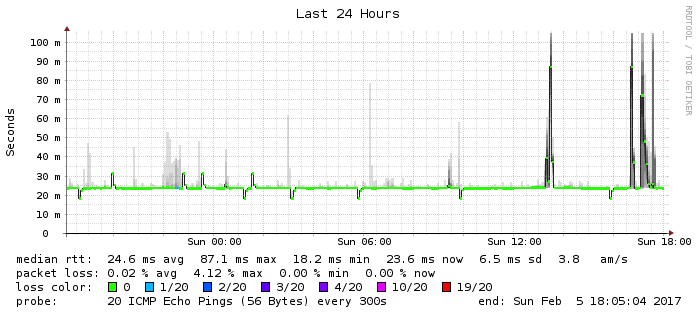 Last 24 Hours
RRDTOOL / TOBI OETIKER
Seconds
100 m
90 m
80 m
70 m
60 m
50 m
40 m
30 m
20 m
10 m
0
Sun 00:00 Sun 06:00 Sun 12:00 Sun 18:00
median rtt: 24.6 ms avg 87.1 ms max 18.2 ms min 23.6 ms now 6.5 ms sd 3.8 am/s
packet loss: 0.02 % avg 4.12 % max 0.00 % min 0.00 % now
loss color: 0 1/20 2/20 3/20 4/20 10/20 19/20
probe: 20 ICMP Echo Pings (56 Bytes) every 300s end: Sun Feb 5 18:05:04 2017